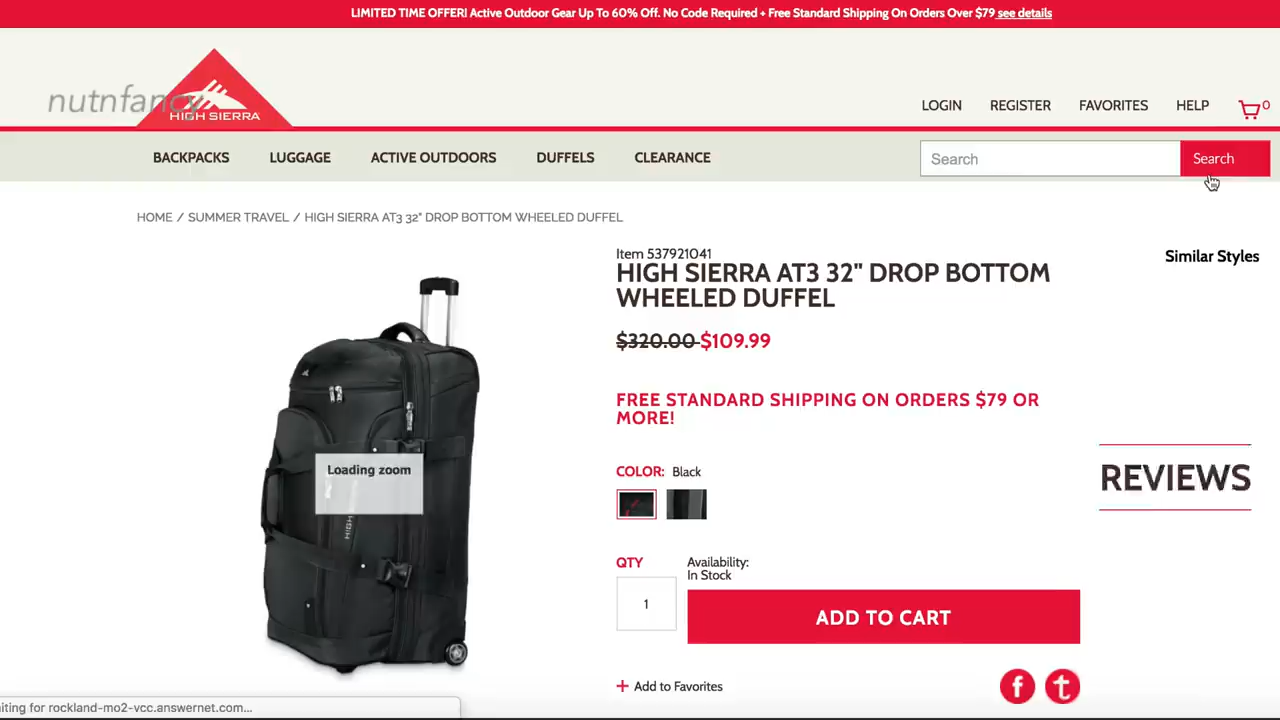 LIMITED TIME OFFER! Active Outdoor Gear Up To 60% Off. No Code Required + Free Standard Shipping On Orders Over $79 see details
nutnfancy
HIGH SIERRA
LOGIN REGISTER FAVORITES HELP 0
BACKPACKS LUGGAGE ACTIVE OUTDOORS DUFFELS CLEARANCE
Search Search
HOME / SUMMER TRAVEL / HIGH SIERRA AT3 32" DROP BOTTOM WHEELED DUFFEL
Item 537921041
Similar Styles
HIGH SIERRA AT3 32" DROP BOTTOM
WHEELED DUFFEL
$320.00 $109.99
FREE STANDARD SHIPPING ON ORDERS $79 OR
MORE!
Loading zoom
HIGH
COLOR: Black
REVIEWS
QTY
Availability:
In Stock
1
ADD TO CART
+ Add to Favorites
f t
iting for rockland-mo2-vcc.answernet.com...